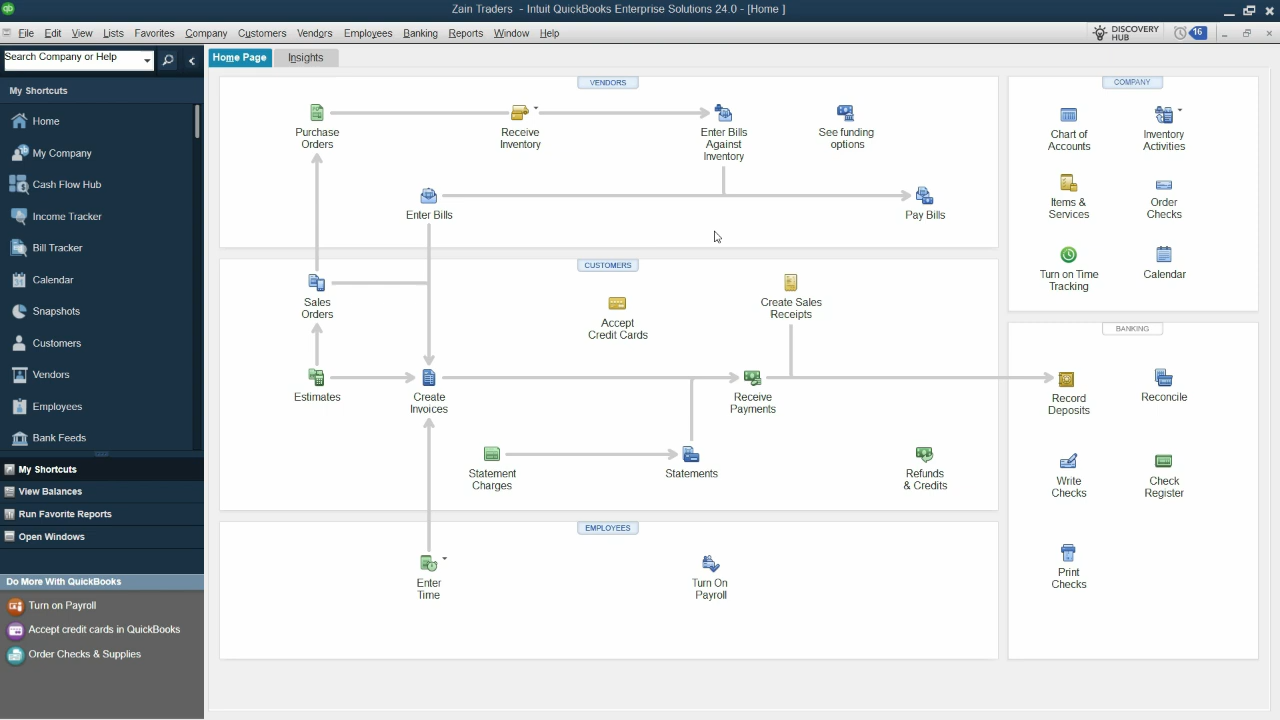 Zain Traders - Intuit QuickBooks Enterprise Solutions 24.0 - [Home ]
File Edit View Lists Favorites Company Customers Vendors Employees Banking Reports Window Help
DISCOVERY
HUB
16
Search Company or Help
Home Page Insights
My Shortcuts
Home
My Company
Cash Flow Hub
Income Tracker
Bill Tracker
Calendar
Snapshots
Customers
Vendors
Employees
Bank Feeds
My Shortcuts
View Balances
Run Favorite Reports
Open Windows
Do More With QuickBooks
Turn on Payroll
Accept credit cards in QuickBooks
Order Checks & Supplies
VENDORS
Purchase
Orders
Receive
Inventory
Enter Bills
Against
Inventory
See funding
options
Enter Bills
Pay Bills
CUSTOMERS
Sales
Orders
Accept
Credit Cards
Create Sales
Receipts
Estimates
Create
Invoices
Receive
Payments
Statement
Charges
Statements
Refunds
& Credits
EMPLOYEES
Enter
Time
Turn On
Payroll
COMPANY
Chart of
Accounts
Inventory
Activities
Items &
Services
Order
Checks
Turn on Time
Tracking
Calendar
BANKING
Record
Deposits
Reconcile
Write
Checks
Check
Register
Print
Checks